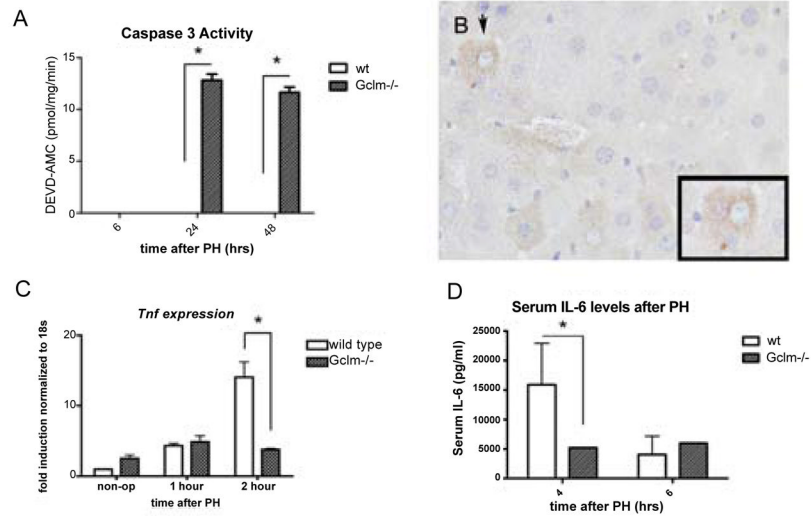 A
Caspase 3 Activity
DEVD-AMC (pmol/mg/min)
15
10
5
0
*
*
wt
Gclm-/-
6
24
48
time after PH (hrs)
B
C
Tnf expression
fold induction normalized to 18s
20
10
0
*
wild type
Gclm-/-
non-op
1 hour
2 hour
time after PH
D
Serum IL-6 levels after PH
Serum IL-6 (pg/ml)
25000
20000
15000
10000
5000
0
*
wt
Gclm-/-
4
6
time after PH (hrs)